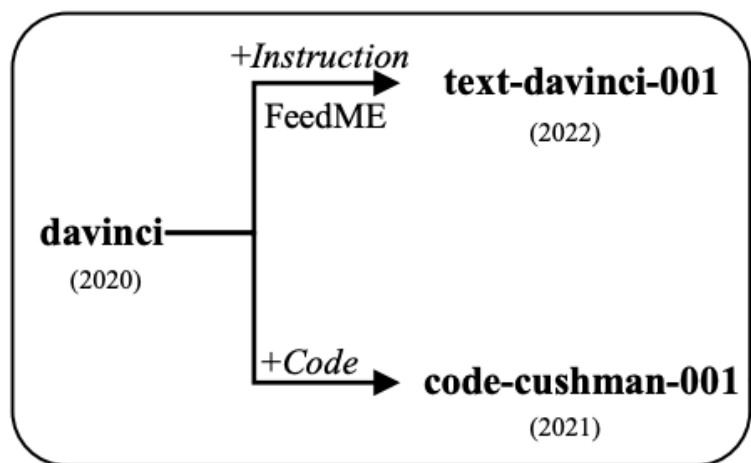 +Instruction
text-davinci-001
FeedME
(2022)
davinci
(2020)
+Code
code-cushman-001
(2021)